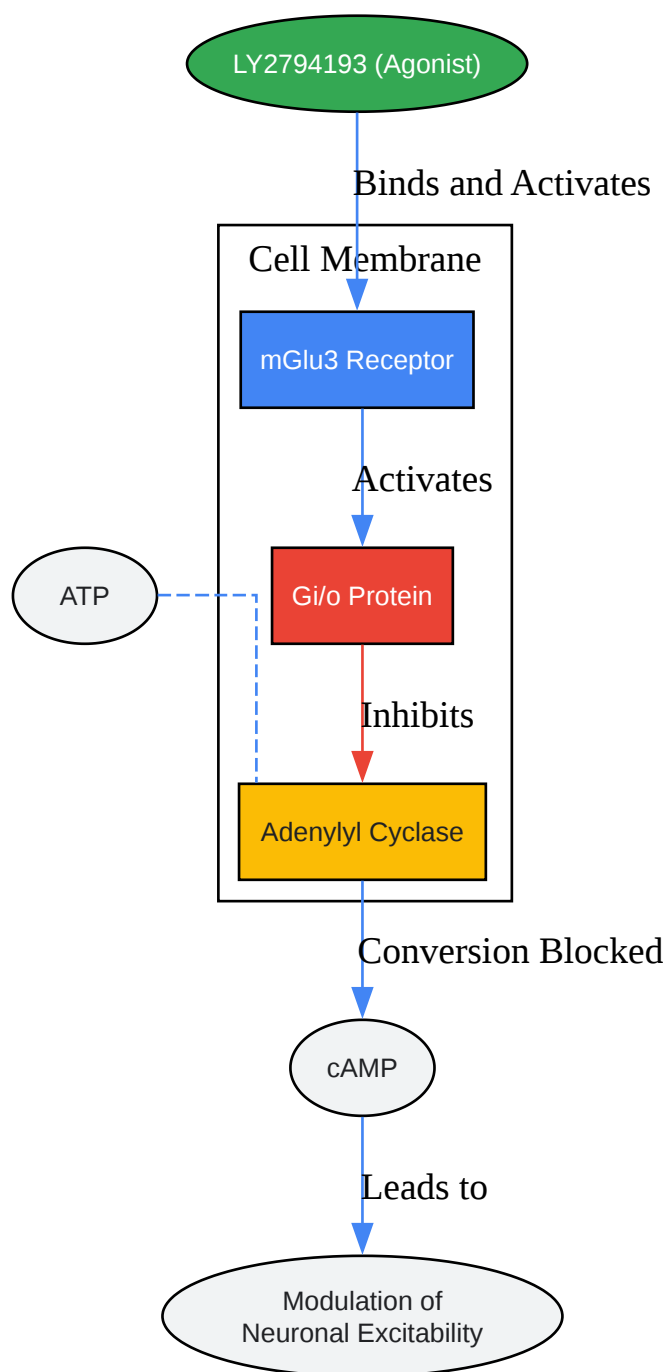 LY2794193 (Agonist)
Binds and Activates
Cell Membrane
mGlu3 Receptor
Activates
ATP
Gi/o Protein
Inhibits
Adenylyl Cyclase
Conversion Blocked
cAMP
Leads to
Modulation of
Neuronal Excitability